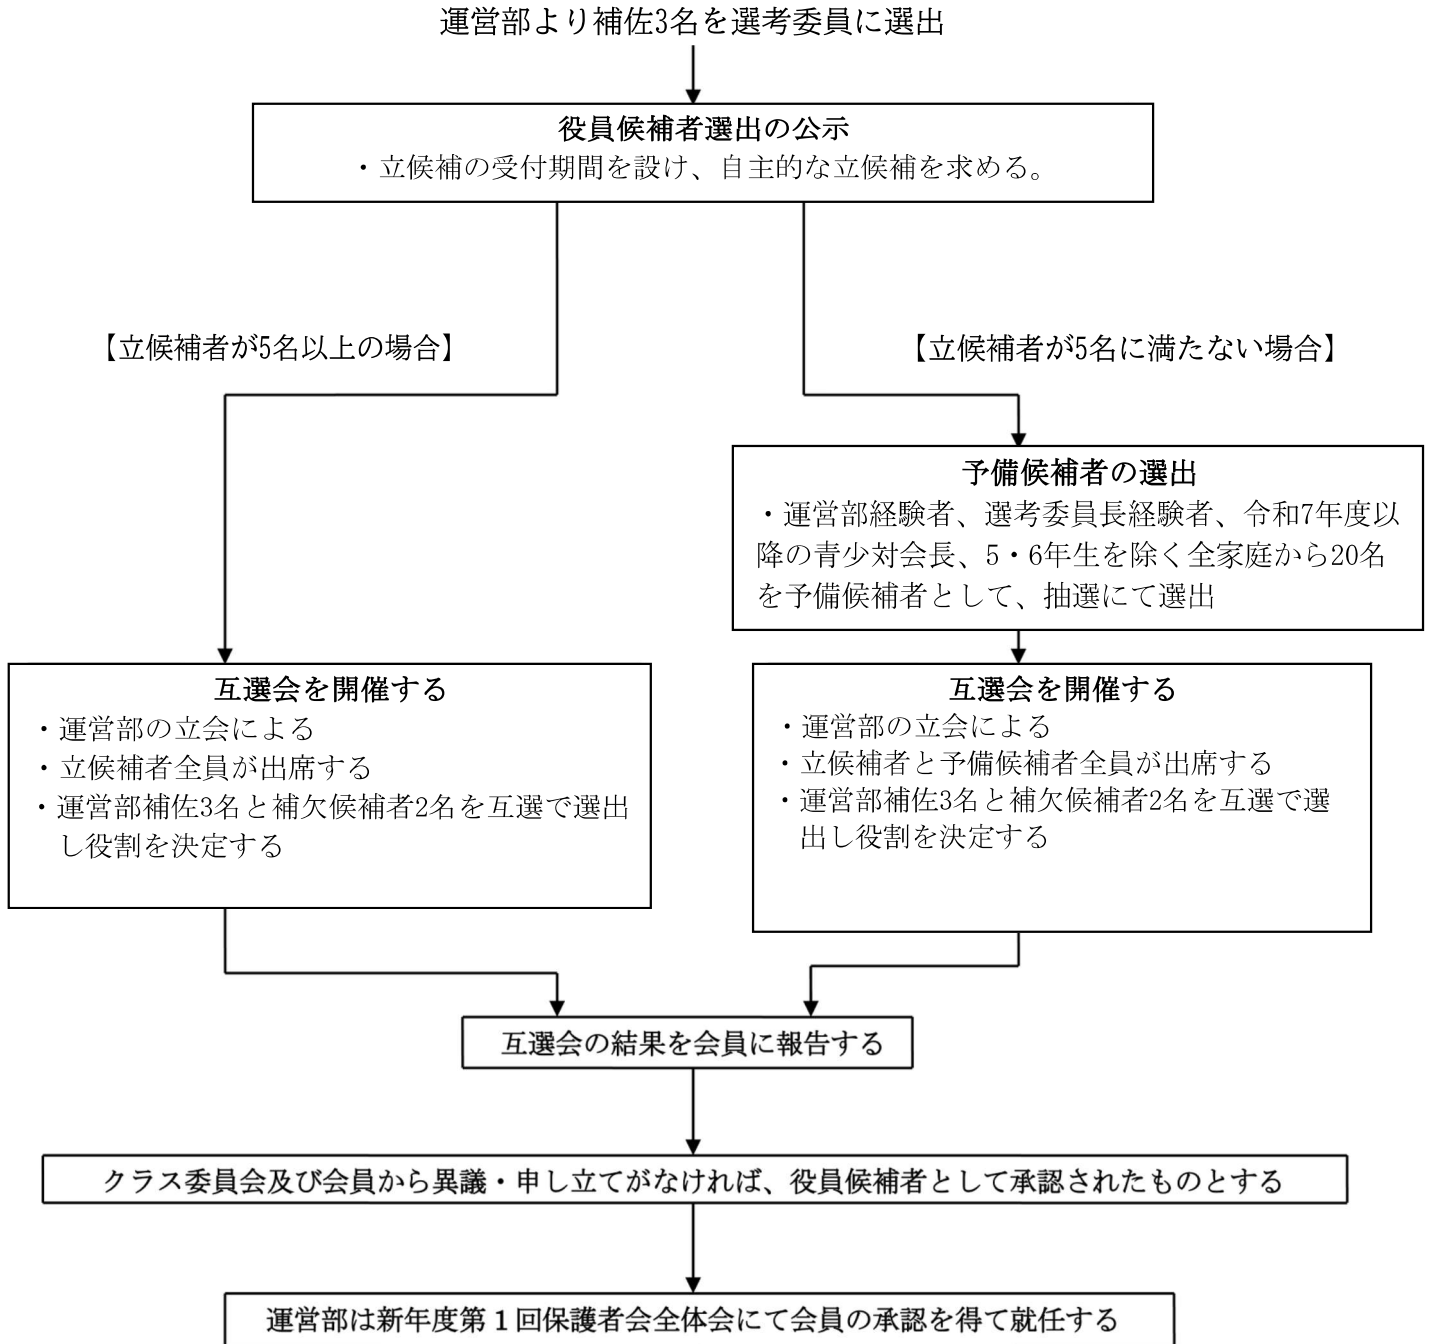 運営部より補佐3名を選考委員に選出
役員候補者選出の公示
・立候補の受付期間を設け、自主的な立候補を求める。
【立候補者が5名以上の場合】
【立候補者が5名に満たない場合】
予備候補者の選出
・運営部経験者、選考委員長経験者、令和7年度以
降の青少対会長、5・6年生を除く全家庭から20名
を予備候補者として、抽選にて選出
互選会を開催する
・運営部の立会による
・立候補者全員が出席する
・運営部補佐3名と補欠候補者2名を互選で選出
し役割を決定する
互選会を開催する
・運営部の立会による
・立候補者と予備候補者全員が出席する
・運営部補佐3名と補欠候補者2名を互選で選
出し役割を決定する
互選会の結果を会員に報告する
クラス委員会及び会員から異議・申し立てがなければ、役員候補者として承認されたものとする
運営部は新年度第1回保護者会全体会にて会員の承認を得て就任する